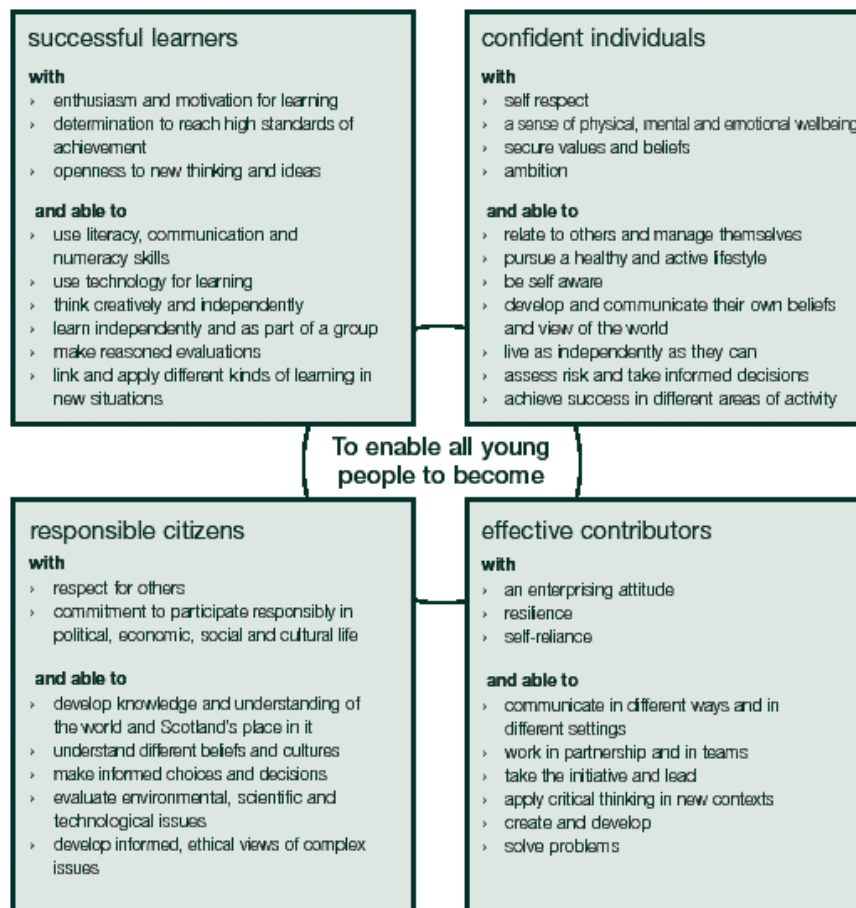 successful learners
with
› enthusiasm and motivation for learning
› determination to reach high standards of
achievement
› openness to new thinking and ideas
and able to
› use literacy, communication and
numeracy skills
› use technology for learning
› think creatively and independently
› learn independently and as part of a group
› make reasoned evaluations
› link and apply different kinds of learning in
new situations
confident individuals
with
› self respect
› a sense of physical, mental and emotional wellbeing
› secure values and beliefs
› ambition
and able to
› relate to others and manage themselves
› pursue a healthy and active lifestyle
› be self aware
› develop and communicate their own beliefs
and view of the world
› live as independently as they can
› assess risk and take informed decisions
› achieve success in different areas of activity
To enable all young
people to become
responsible citizens
with
› respect for others
› commitment to participate responsibly in
political, economic, social and cultural life
and able to
› develop knowledge and understanding of
the world and Scotland's place in it
› understand different beliefs and cultures
› make informed choices and decisions
› evaluate environmental, scientific and
technological issues
› develop informed, ethical views of complex
issues
effective contributors
with
› an enterprising attitude
› resilience
› self-reliance
and able to
› communicate in different ways and in
different settings
› work in partnership and in teams
› take the initiative and lead
› apply critical thinking in new contexts
› create and develop
› solve problems